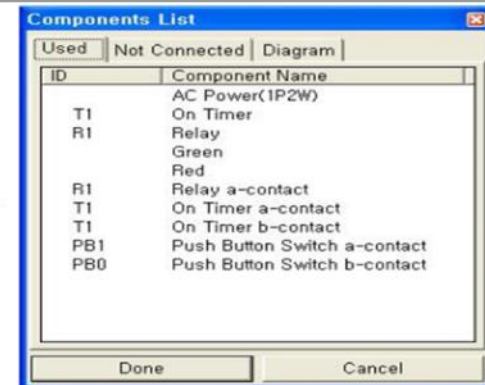 Components List
Used Not Connected Diagram
ID Component Name
AC Power(1P2W)
T1 On Timer
R1 Relay
Green
Red
R1 Relay a-contact
T1 On Timer a-contact
T1 On Timer b-contact
PB1 Push Button Switch a-contact
PB0 Push Button Switch b-contact
Done Cancel